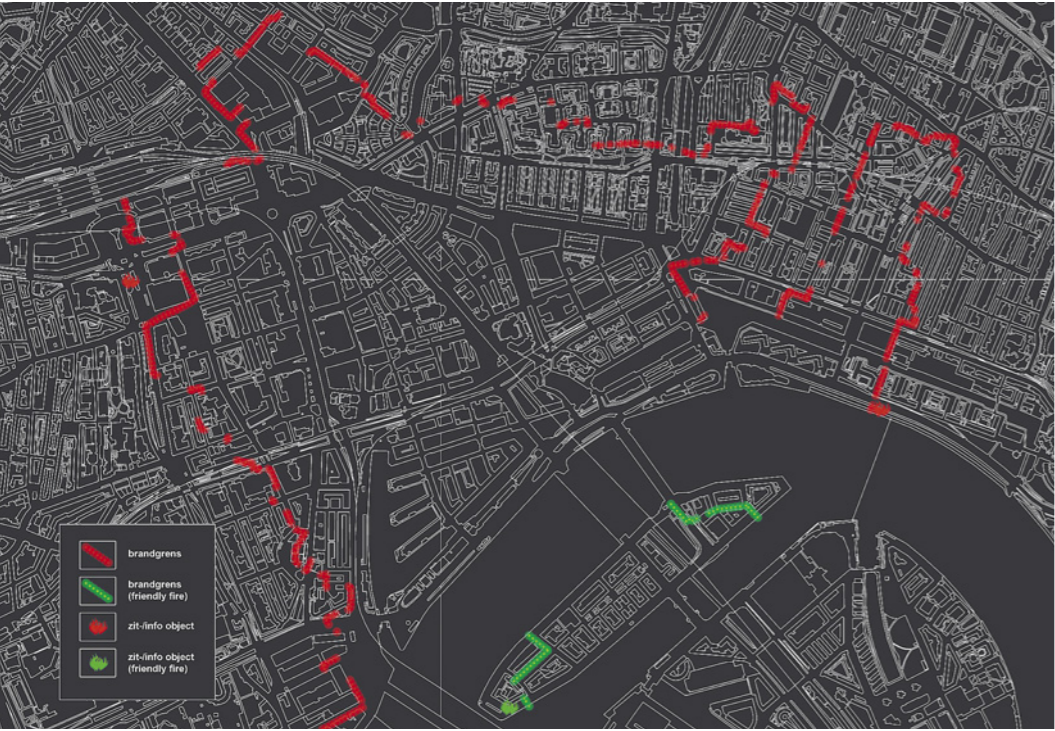 brandgrens
brandgrens
(friendly fire)
zit-/info object
zit-/info object
(friendly fire)